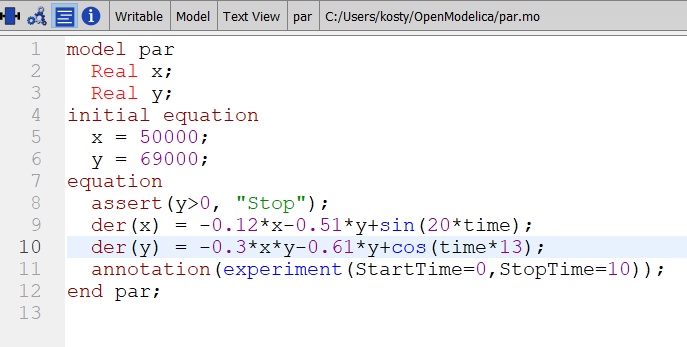 Writable Model Text View par C:/Users/kosty/OpenModelica/par.mo
1 model par
2 Real x;
3 Real y;
4 initial equation
5 x = 50000;
6 y = 69000;
7 equation
8 assert(y>0, "Stop");
9 der(x) = -0.12*x-0.51*y+sin(20*time);
10 der(y) = -0.3*x*y-0.61*y+cos(time*13);
11 annotation(experiment(StartTime=0,StopTime=10));
12 end par;
13